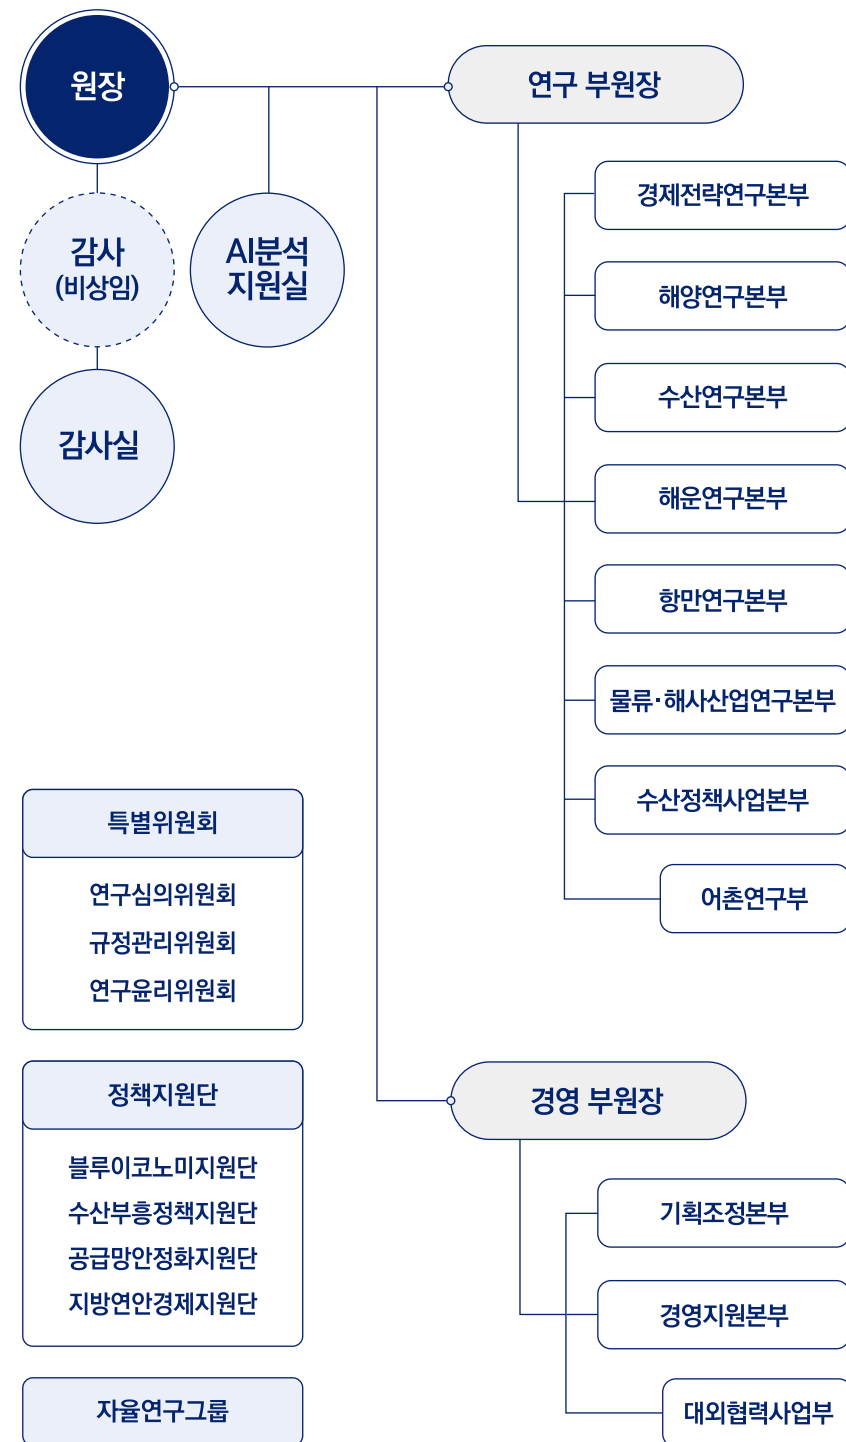 원장
감사
(비상임)
AI분석
지원실
감사실
연구 부원장
경제전략연구본부
해양연구본부
수산연구본부
해운연구본부
항만연구본부
물류·해사산업연구본부
수산정책사업본부
어촌연구부
경영 부원장
기획조정본부
경영지원본부
대외협력사업부
특별위원회
연구심의위원회
규정관리위원회
연구윤리위원회
정책지원단
블루이코노미지원단
수산부흥정책지원단
공급망안정화지원단
지방연안경제지원단
자율연구그룹